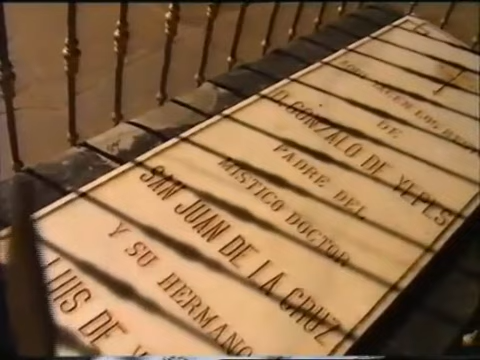 AQUI YACEN LOS RESTOS
DE
D. GONZALO DE YEPES
PADRE DEL
MISTICO DOCTOR
SAN JUAN DE LA CRUZ
Y SU HERMANO
LUIS DE